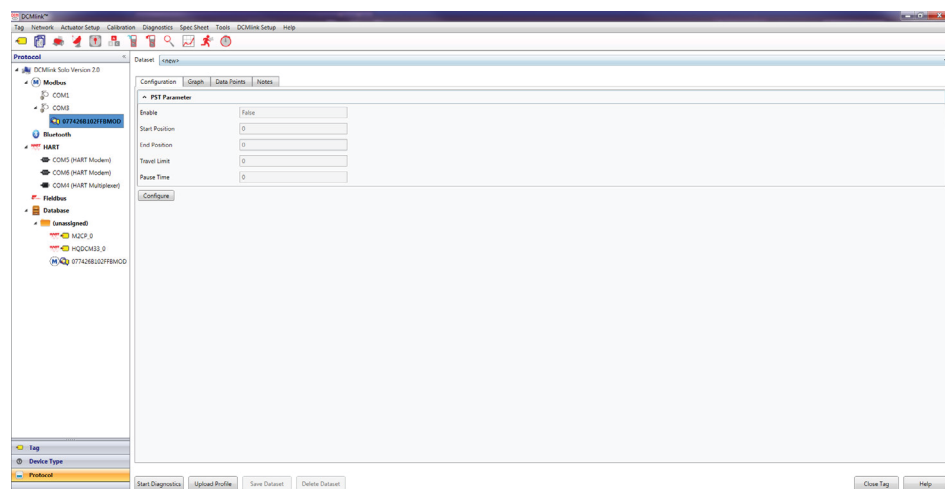 DCMlink™
Tag Network Actuator Setup Calibration Diagnostics Spec Sheet Tools DCMlink Setup Help
Protocol
DCMlink Solo Version 2.0
Modbus
COM1
COM3
077426B102FFBMOD
Bluetooth
HART
COM5 (HART Modem)
COM6 (HART Modem)
COM4 (HART Multiplexer)
Fieldbus
Database
(unassigned)
M2CP_0
HQDCM33_0
M 077426B102FFBMOD
Tag
Device Type
Protocol
Dataset <new>
Configuration Graph Data Points Notes
PST Parameter
Enable False
Start Position 0
End Position 0
Travel Limit 0
Pause Time 0
Configure
Start Diagnostics Upload Profile Save Dataset Delete Dataset Close Tag Help